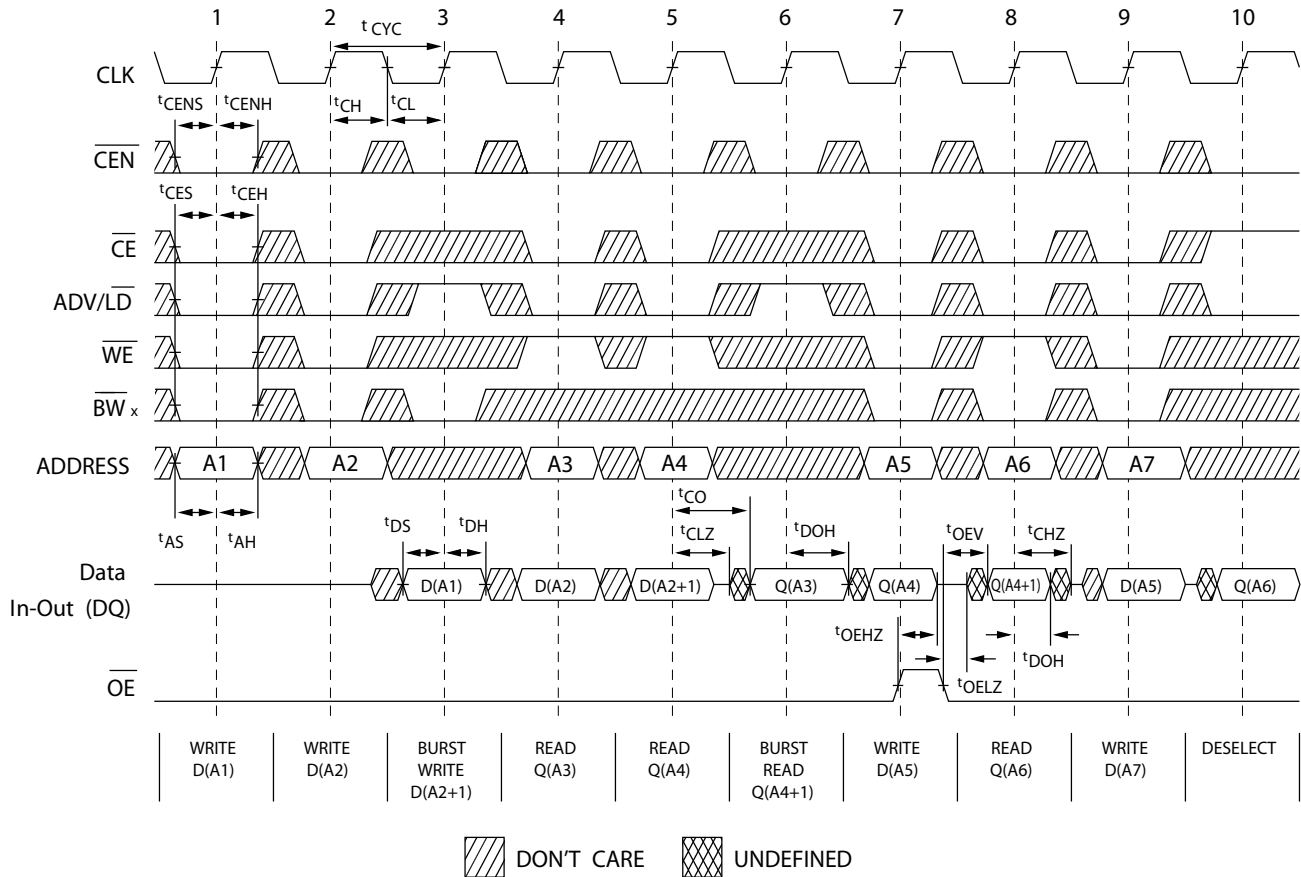 1 2 3 4 5 6 7 8 9 10
t CYC
CLK
tCENS tCENH tCH tCL
CEN
tCES tCEH
CE
ADV/LD
WE
BW x
ADDRESS A1 A2 A3 A4 A5 A6 A7
tCO
tAS tAH tDS tDH tCLZ tDOH tOEV tCHZ
Data
In-Out (DQ) D(A1) D(A2) D(A2+1) Q(A3) Q(A4) Q(A4+1) D(A5) Q(A6)
tOEHZ tDOH
tOELZ
OE
WRITE D(A1)
WRITE D(A2)
BURST WRITE D(A2+1)
READ Q(A3)
READ Q(A4)
BURST READ Q(A4+1)
WRITE D(A5)
READ Q(A6)
WRITE D(A7)
DESELECT
DON'T CARE UNDEFINED